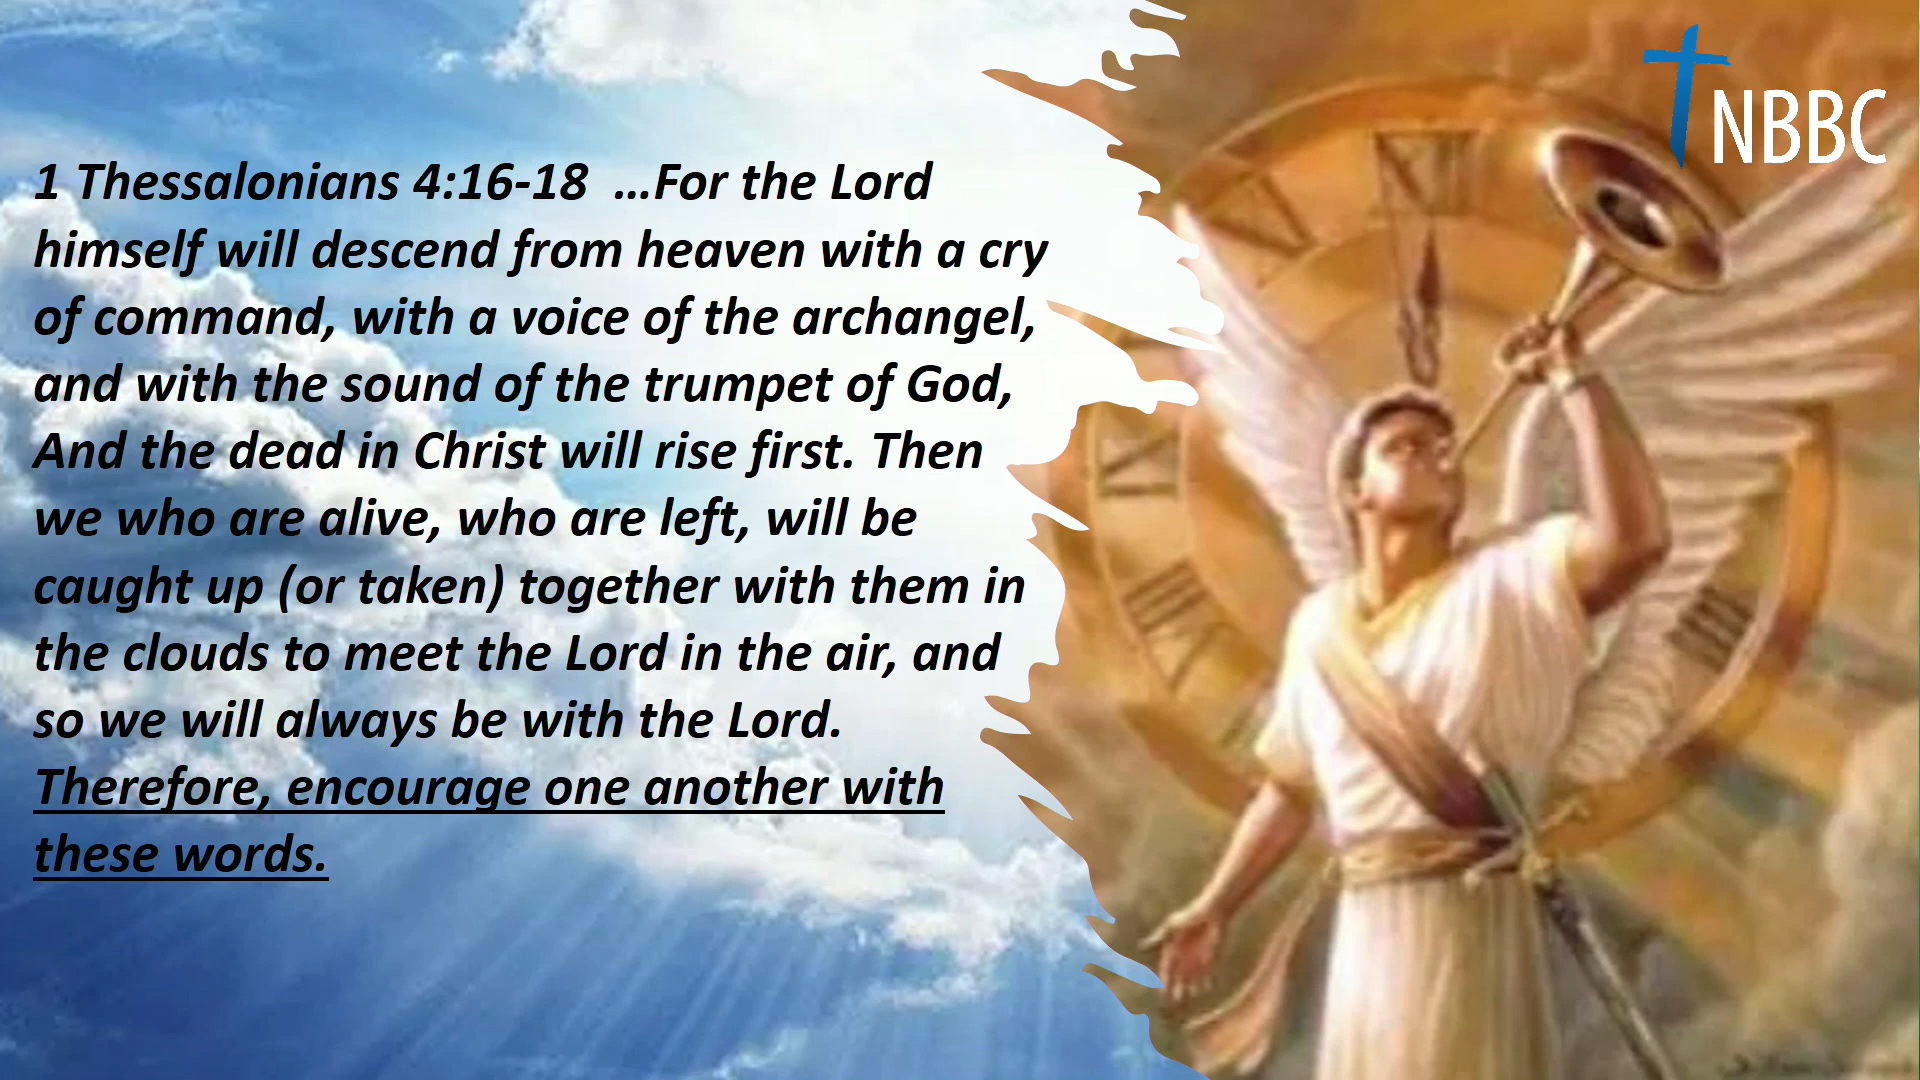 NBBC
1 Thessalonians 4:16-18  …For the Lord
himself will descend from heaven with a cry
of command, with a voice of the archangel,
and with the sound of the trumpet of God,
And the dead in Christ will rise first. Then
we who are alive, who are left, will be
caught up (or taken) together with them in
the clouds to meet the Lord in the air, and
so we will always be with the Lord.
Therefore, encourage one another with
these words.